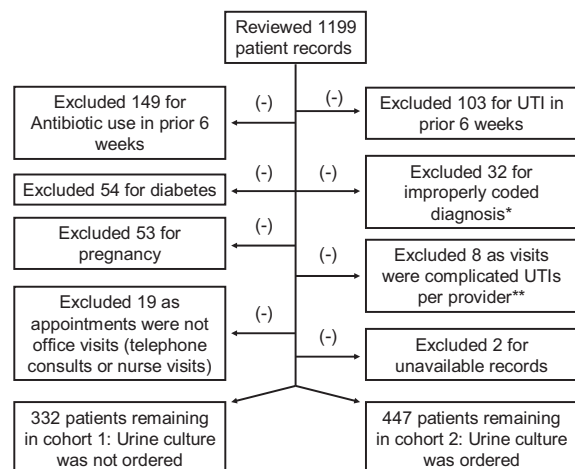 Reviewed 1199
patient records
(-)
(-)
Excluded 149 for
Antibiotic use in prior 6
weeks
Excluded 103 for UTI in
prior 6 weeks
(-)
(-)
Excluded 54 for diabetes
Excluded 32 for
improperly coded
diagnosis*
(-)
Excluded 53 for
pregnancy
(-)
Excluded 8 as visits
were complicated UTIs
per provider**
(-)
Excluded 19 as
appointments were not
office visits (telephone
consults or nurse visits)
(-)
Excluded 2 for
unavailable records
332 patients remaining
in cohort 1: Urine culture
was not ordered
447 patients remaining
in cohort 2: Urine culture
was ordered